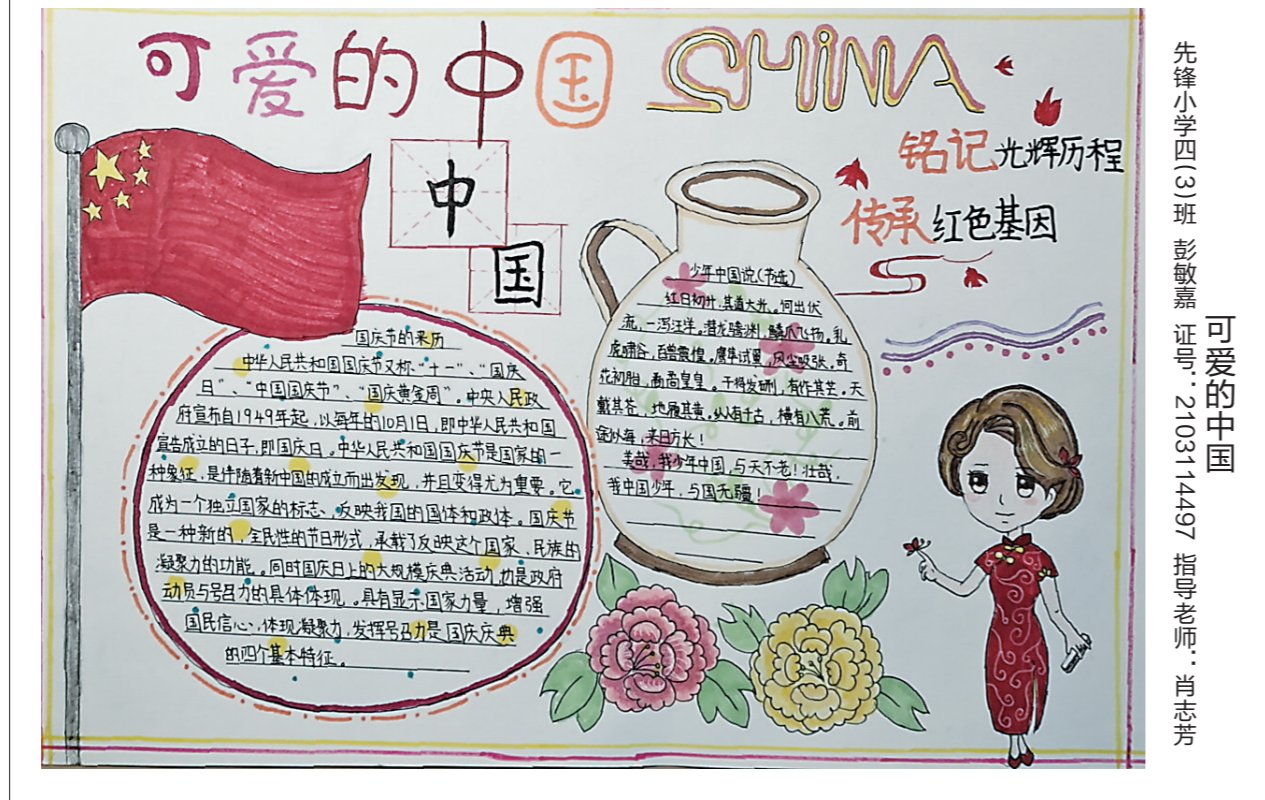 可爱的中国 CHINA
中
国
铭记光辉历程
传承红色基因
国庆节的来历
中华人民共和国国庆节又称“十一”、“国庆
日”、“中国国庆节”、“国庆黄金周”。中央人民政
府宣布自1949年起，以每年的10月1日，即中华人民共和国
宣告成立的日子，即国庆日。中华人民共和国国庆节是国家的一
种象征，是伴随着新中国的成立而出发现，并且变得尤为重要。它
成为一个独立国家的标志，反映我国的国体和政体。国庆节
是一种新的，全民性的节日形式，承载了反映这个国家、民族的
凝聚力的功能。同时国庆日上的大规模庆典活动，也是政府
动员与号召力的具体体现。具有显示国家力量，增强
国民信心，体现凝聚力，发挥号召力是国庆庆典
的四个基本特征。
少年中国说(节选)
红日初升，其道大光。何出伏
流，一泻汪洋。潜龙腾渊，鳞爪飞扬。乳
虎啸谷，百兽震惶。鹰隼试翼，风尘吸张。奇
花初胎，矞矞皇皇。干将发硎，有作其芒。天
戴其苍，地履其黄。纵有千古，横有八荒。前
途似海，来日方长！
美哉，我少年中国，与天不老！壮哉，
我中国少年，与国无疆！
可爱的中国
先锋小学四(3)班 彭敏嘉 证号：2103114497 指导老师：肖志芳